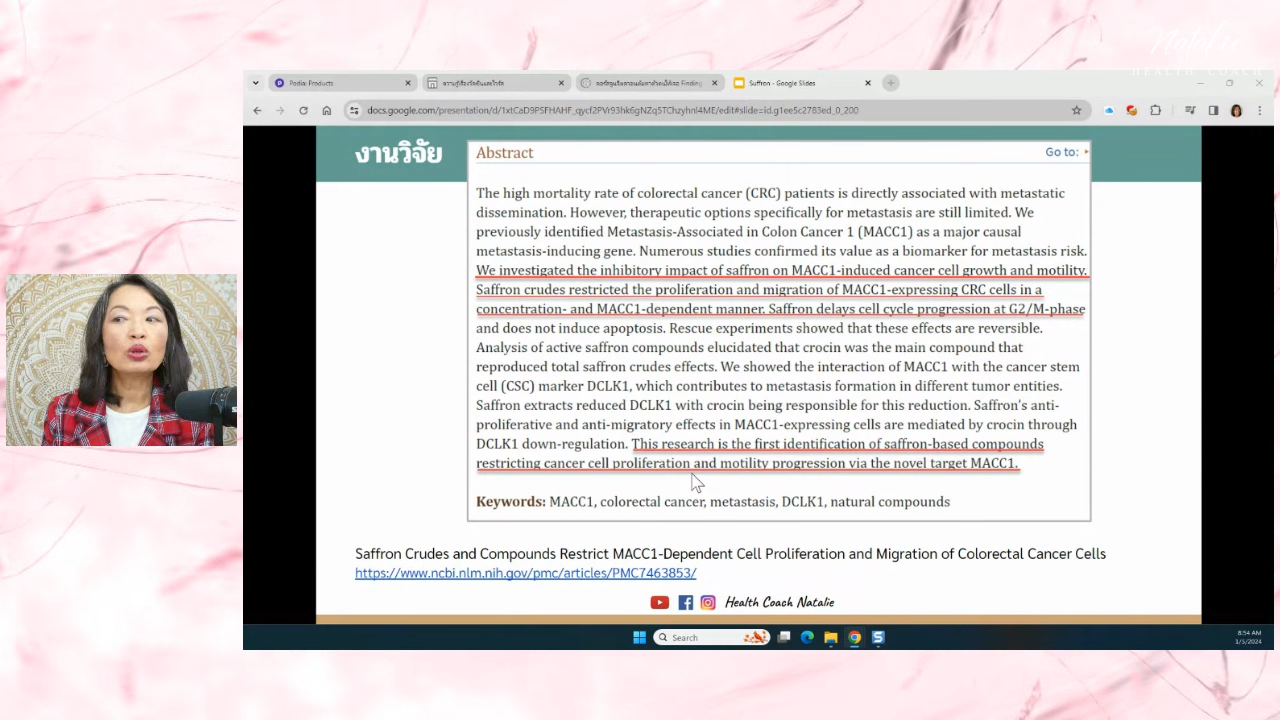 Natalie
HEALTH COACH
Podia: Products
Saffron - Google Slides
docs.google.com/presentation/d/1xtCaD9PSFHAHF_qycf2PVr93hk6gNZq5TChzyhnl4ME/edit#slide=id.g1ee5c2783ed_0_200
งานวิจัย
Abstract
Go to:
The high mortality rate of colorectal cancer (CRC) patients is directly associated with metastatic
dissemination. However, therapeutic options specifically for metastasis are still limited. We
previously identified Metastasis-Associated in Colon Cancer 1 (MACC1) as a major causal
metastasis-inducing gene. Numerous studies confirmed its value as a biomarker for metastasis risk.
We investigated the inhibitory impact of saffron on MACC1-induced cancer cell growth and motility.
Saffron crudes restricted the proliferation and migration of MACC1-expressing CRC cells in a
concentration- and MACC1-dependent manner. Saffron delays cell cycle progression at G2/M-phase
and does not induce apoptosis. Rescue experiments showed that these effects are reversible.
Analysis of active saffron compounds elucidated that crocin was the main compound that
reproduced total saffron crudes effects. We showed the interaction of MACC1 with the cancer stem
cell (CSC) marker DCLK1, which contributes to metastasis formation in different tumor entities.
Saffron extracts reduced DCLK1 with crocin being responsible for this reduction. Saffron's anti-
proliferative and anti-migratory effects in MACC1-expressing cells are mediated by crocin through
DCLK1 down-regulation. This research is the first identification of saffron-based compounds
restricting cancer cell proliferation and motility progression via the novel target MACC1.
Keywords: MACC1, colorectal cancer, metastasis, DCLK1, natural compounds
Saffron Crudes and Compounds Restrict MACC1-Dependent Cell Proliferation and Migration of Colorectal Cancer Cells
https://www.ncbi.nlm.nih.gov/pmc/articles/PMC7463853/
Health Coach Natalie
Search
8:54 AM
1/5/2024